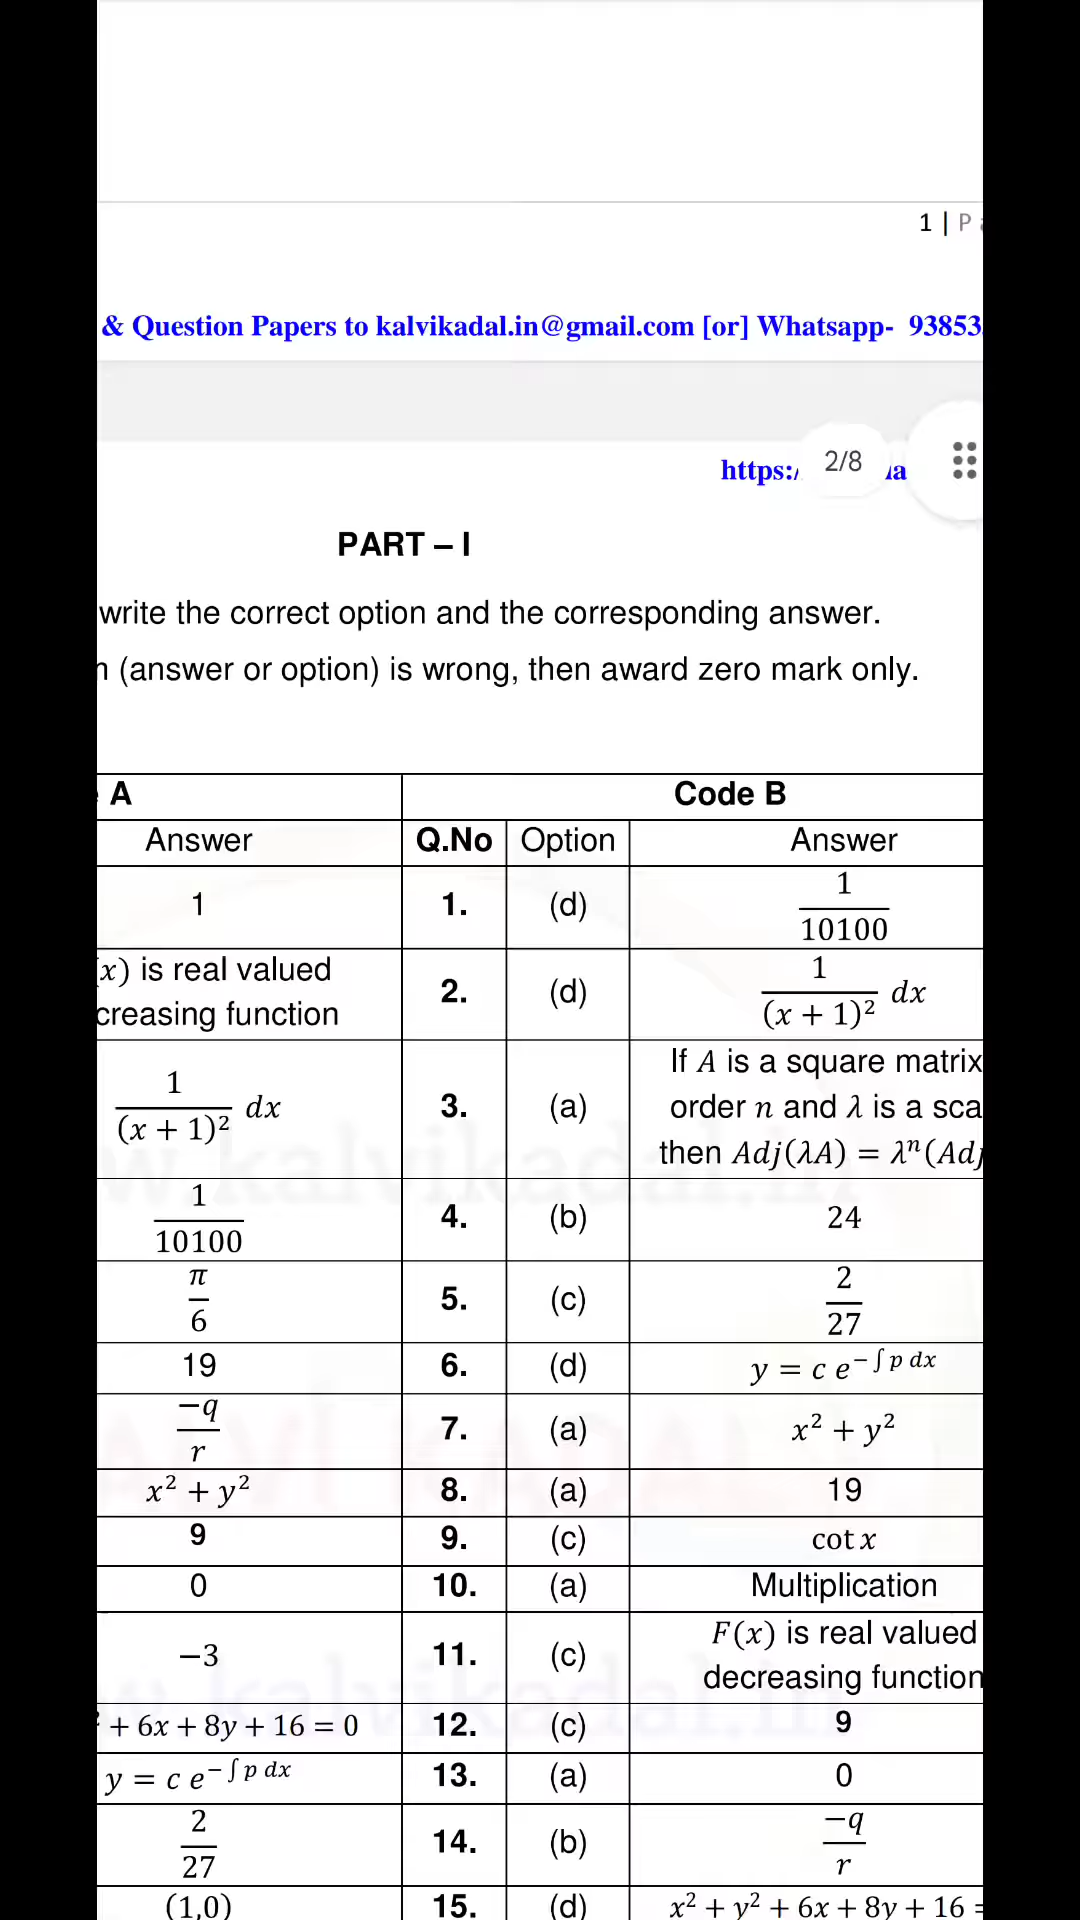 1 | P
& Question Papers to kalvikadal.in@gmail.com [or] Whatsapp- 93853
https:/
2/8
PART – I
write the correct option and the corresponding answer.
(answer or option) is wrong, then award zero mark only.
A Code B
Answer Q.No Option Answer
1 1. (d) 1/10100
x) is real valued creasing function 2. (d) 1/(x + 1)² dx
1/(x + 1)² dx 3. (a) If A is a square matrix
order n and λ is a sca
then Adj(λA) = λⁿ(Adj
1/10100 4. (b) 24
π/6 5. (c) 2/27
19 6. (d) y = c e^(−∫p dx)
−q/r 7. (a) x² + y²
x² + y² 8. (a) 19
9 9. (c) cot x
0 10. (a) Multiplication
−3 11. (c) F(x) is real valued
decreasing function
+ 6x + 8y + 16 = 0 12. (c) 9
y = c e^(−∫p dx) 13. (a) 0
2/27 14. (b) −q/r
(1,0) 15. (d) x² + y² + 6x + 8y + 16 =
w.kalvikadal.in
ALVI KADAL
w.kalvikadal.in